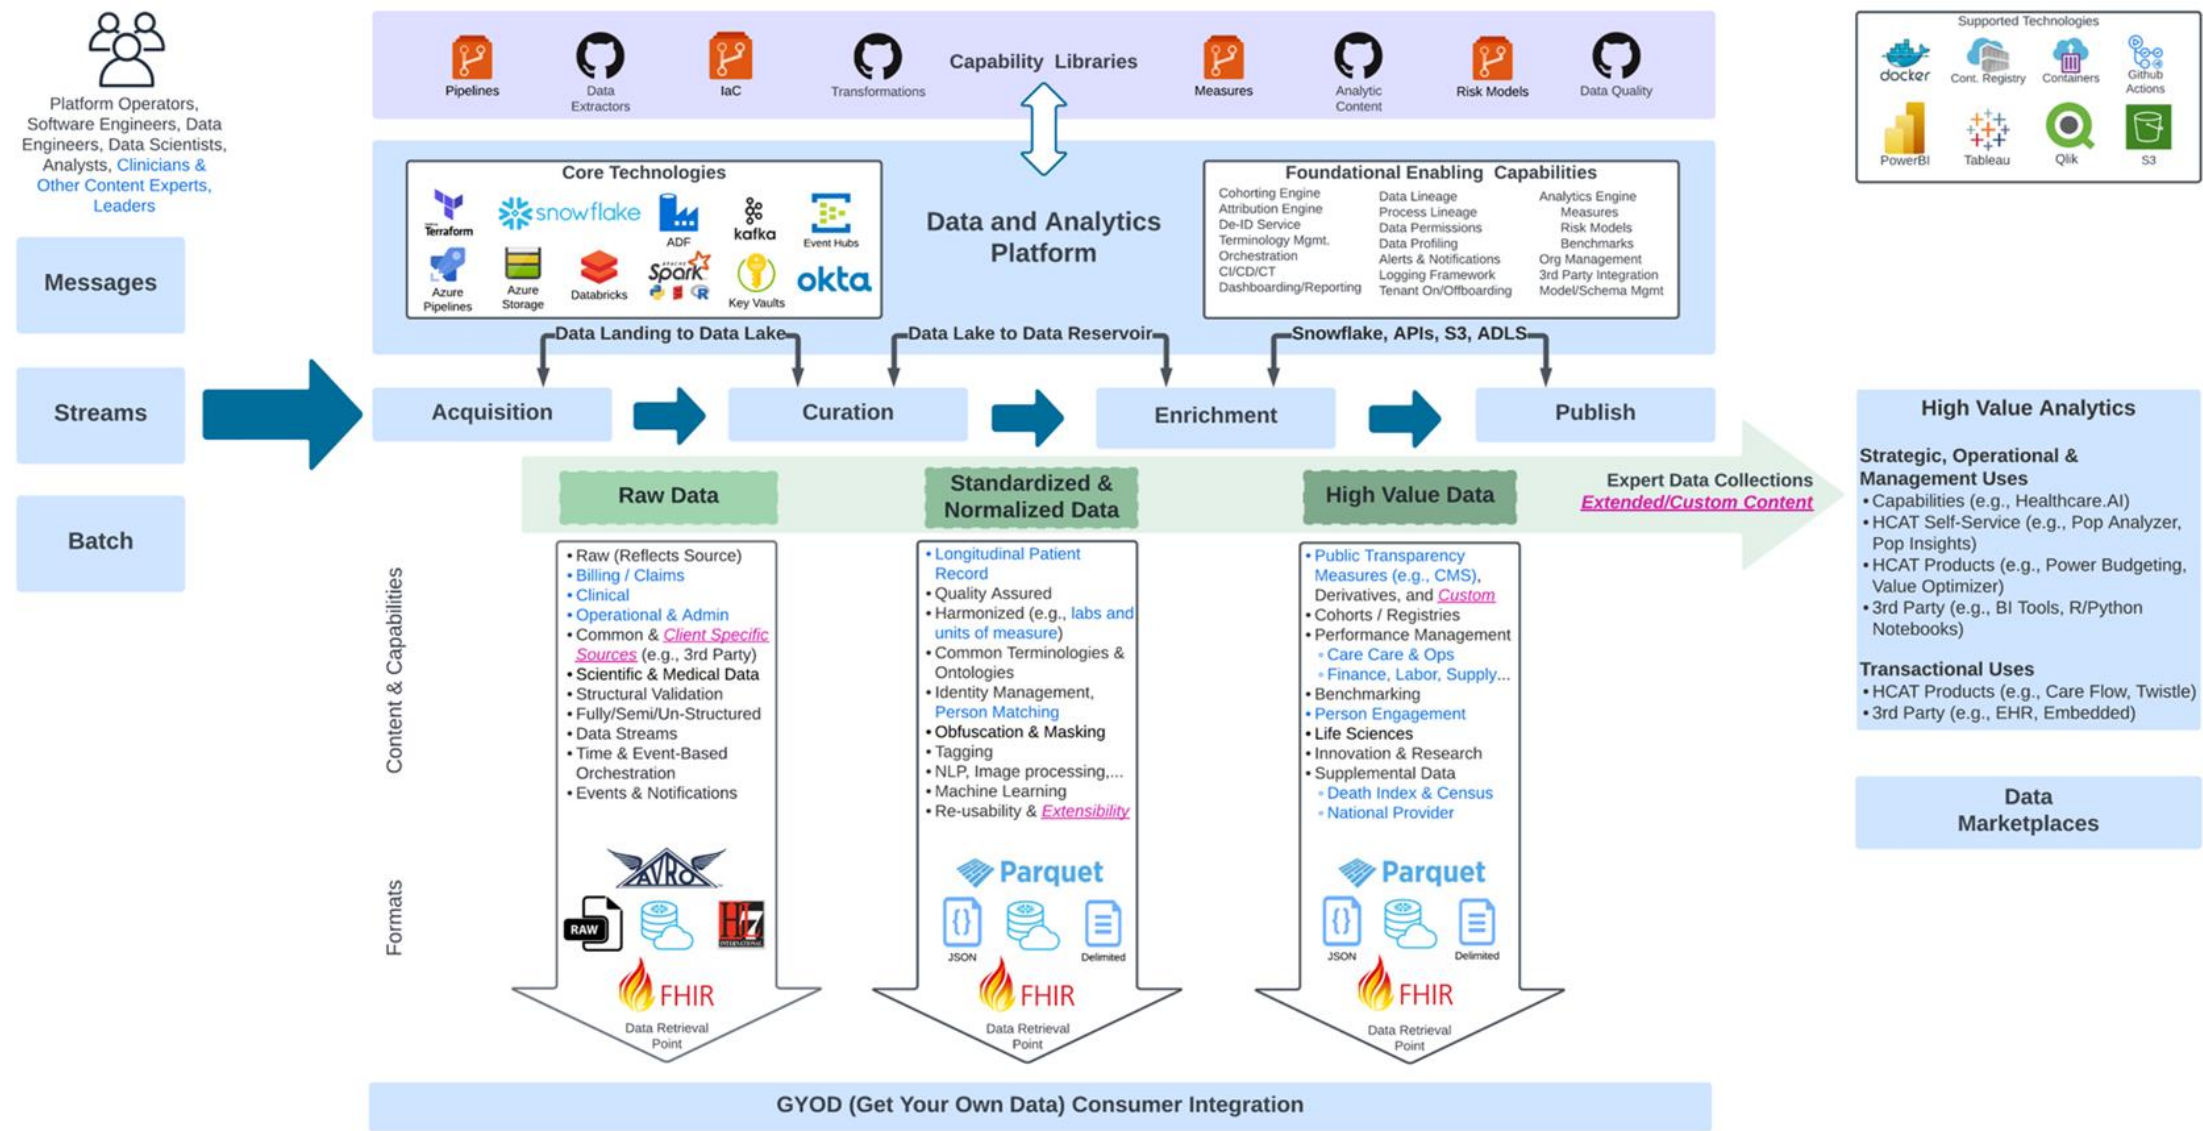 Platform Operators,
Software Engineers, Data
Engineers, Data Scientists,
Analysts, Clinicians &
Other Content Experts,
Leaders
Messages
Streams
Batch
Capability Libraries
Pipelines
Data
Extractors
IaC
Transformations
Measures
Analytic
Content
Risk Models
Data Quality
Supported Technologies
docker
Cont. Registry
Containers
Github
Actions
PowerBI
Tableau
Qlik
S3
Core Technologies
Terraform
snowflake
ADF
kafka
Event Hubs
Azure
Pipelines
Azure
Storage
Databricks
APACHE
Spark
R
Key Vaults
okta
Data and Analytics
Platform
Foundational Enabling Capabilities
Cohorting Engine
Attribution Engine
De-ID Service
Terminology Mgmt.
Orchestration
CI/CD/CT
Dashboarding/Reporting
Data Lineage
Process Lineage
Data Permissions
Data Profiling
Alerts & Notifications
Logging Framework
Tenant On/Offboarding
Analytics Engine
Measures
Risk Models
Benchmarks
Org Management
3rd Party Integration
Model/Schema Mgmt
Data Landing to Data Lake
Data Lake to Data Reservoir
Snowflake, APIs, S3, ADLS
Acquisition
Curation
Enrichment
Publish
Raw Data
Standardized &
Normalized Data
High Value Data
Expert Data Collections
Extended/Custom Content
Content & Capabilities
• Raw (Reflects Source)
• Billing / Claims
• Clinical
• Operational & Admin
• Common & Client Specific
Sources (e.g., 3rd Party)
• Scientific & Medical Data
• Structural Validation
• Fully/Semi/Un-Structured
• Data Streams
• Time & Event-Based
Orchestration
• Events & Notifications
• Longitudinal Patient
Record
• Quality Assured
• Harmonized (e.g., labs and
units of measure)
• Common Terminologies &
Ontologies
• Identity Management,
Person Matching
• Obfuscation & Masking
• Tagging
• NLP, Image processing,...
• Machine Learning
• Re-usability & Extensibility
• Public Transparency
Measures (e.g., CMS),
Derivatives, and Custom
• Cohorts / Registries
• Performance Management
◦ Care Care & Ops
◦ Finance, Labor, Supply...
• Benchmarking
• Person Engagement
• Life Sciences
• Innovation & Research
• Supplemental Data
◦ Death Index & Census
◦ National Provider
Formats
AVRO
RAW
HL7
INTERNATIONAL
FHIR
Data Retrieval
Point
Parquet
{}
JSON
Delimited
FHIR
Data Retrieval
Point
Parquet
{}
JSON
Delimited
FHIR
Data Retrieval
Point
High Value Analytics
Strategic, Operational &
Management Uses
• Capabilities (e.g., Healthcare.AI)
• HCAT Self-Service (e.g., Pop Analyzer,
Pop Insights)
• HCAT Products (e.g., Power Budgeting,
Value Optimizer)
• 3rd Party (e.g., BI Tools, R/Python
Notebooks)
Transactional Uses
• HCAT Products (e.g., Care Flow, Twistle)
• 3rd Party (e.g., EHR, Embedded)
Data
Marketplaces
GYOD (Get Your Own Data) Consumer Integration